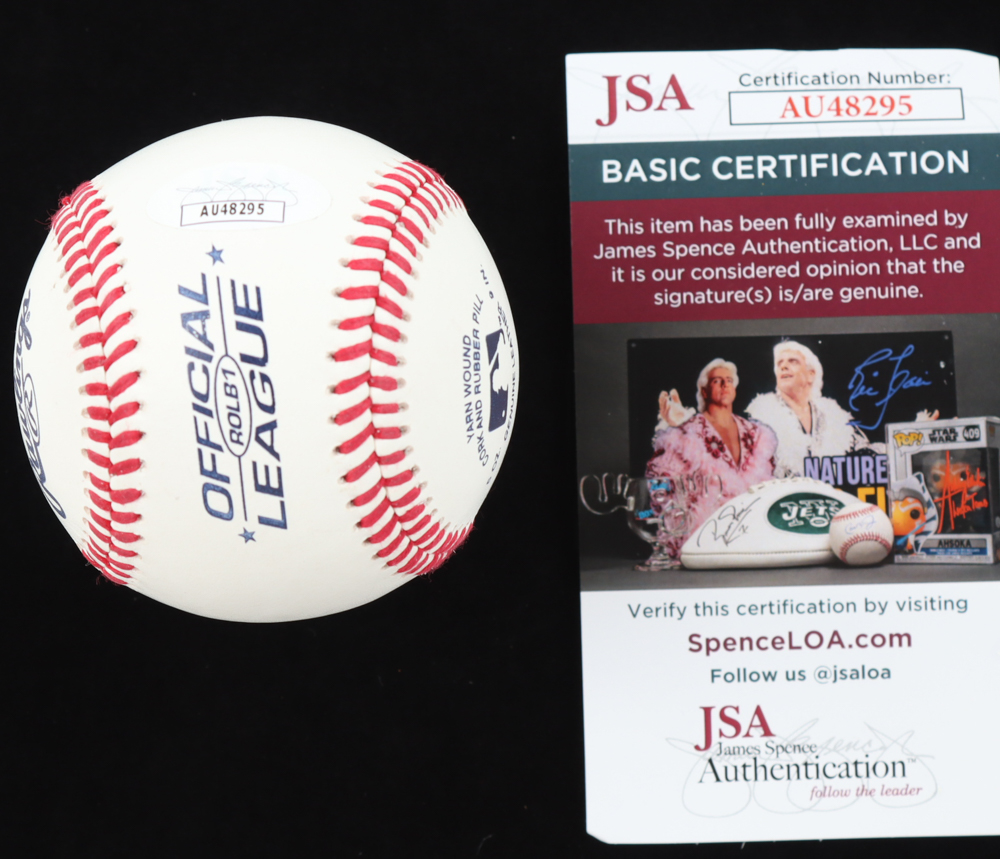 AU48295
OFFICIAL
ROLB1
LEAGUE
YARN WOUND
CORK AND RUBBER PILL
JSA
Certification Number:
AU48295
BASIC CERTIFICATION
This item has been fully examined by
James Spence Authentication, LLC and
it is our considered opinion that the
signature(s) is/are genuine.
NATURE
JETS
POP!
STAR
WARS
409
AHSOKA
Verify this certification by visiting
SpenceLOA.com
Follow us @jsaloa
JSA
James Spence
Authentication™
follow the leader